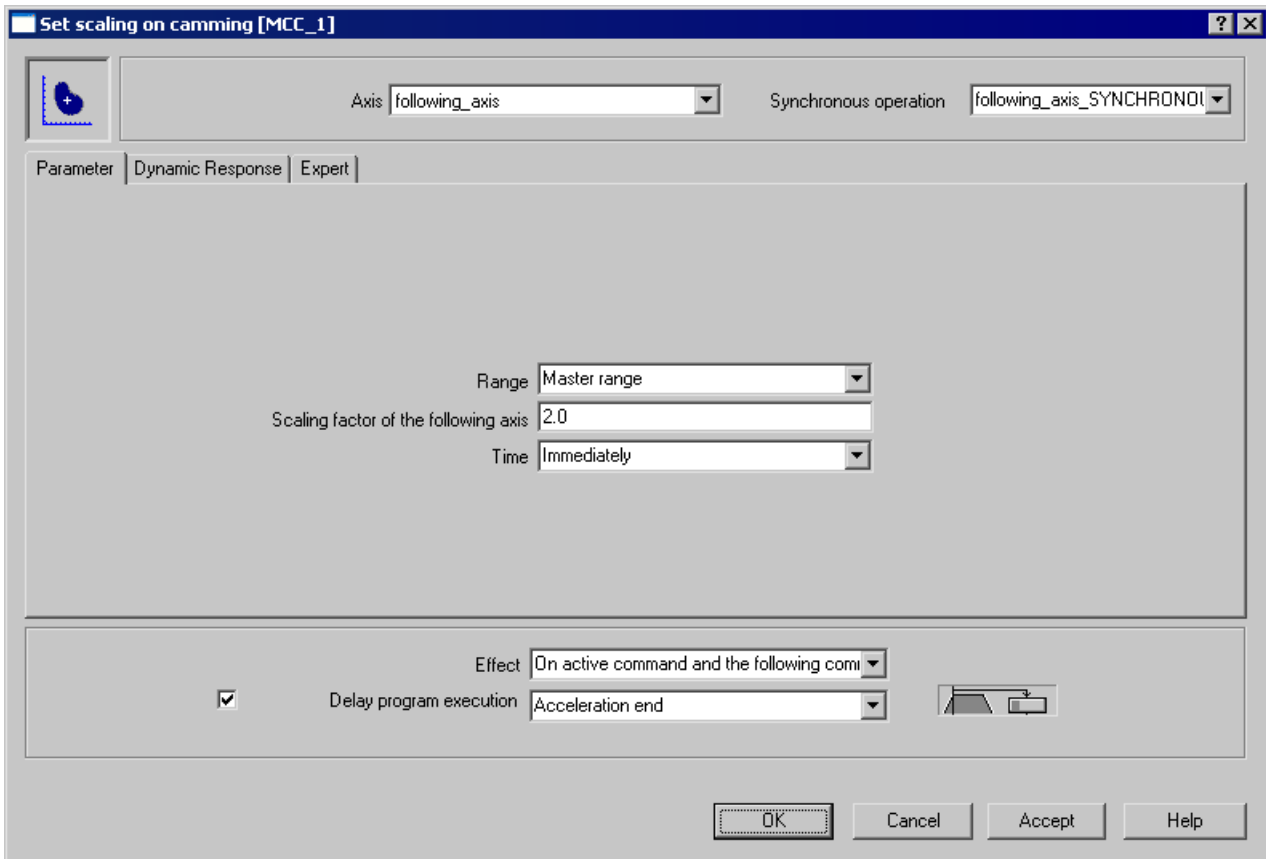 Set scaling on camming [MCC_1]
Axis following_axis Synchronous operation following_axis_SYNCHRONOU
Parameter Dynamic Response Expert
Range Master range
Scaling factor of the following axis 2.0
Time Immediately
Effect On active command and the following com
Delay program execution Acceleration end
OK Cancel Accept Help